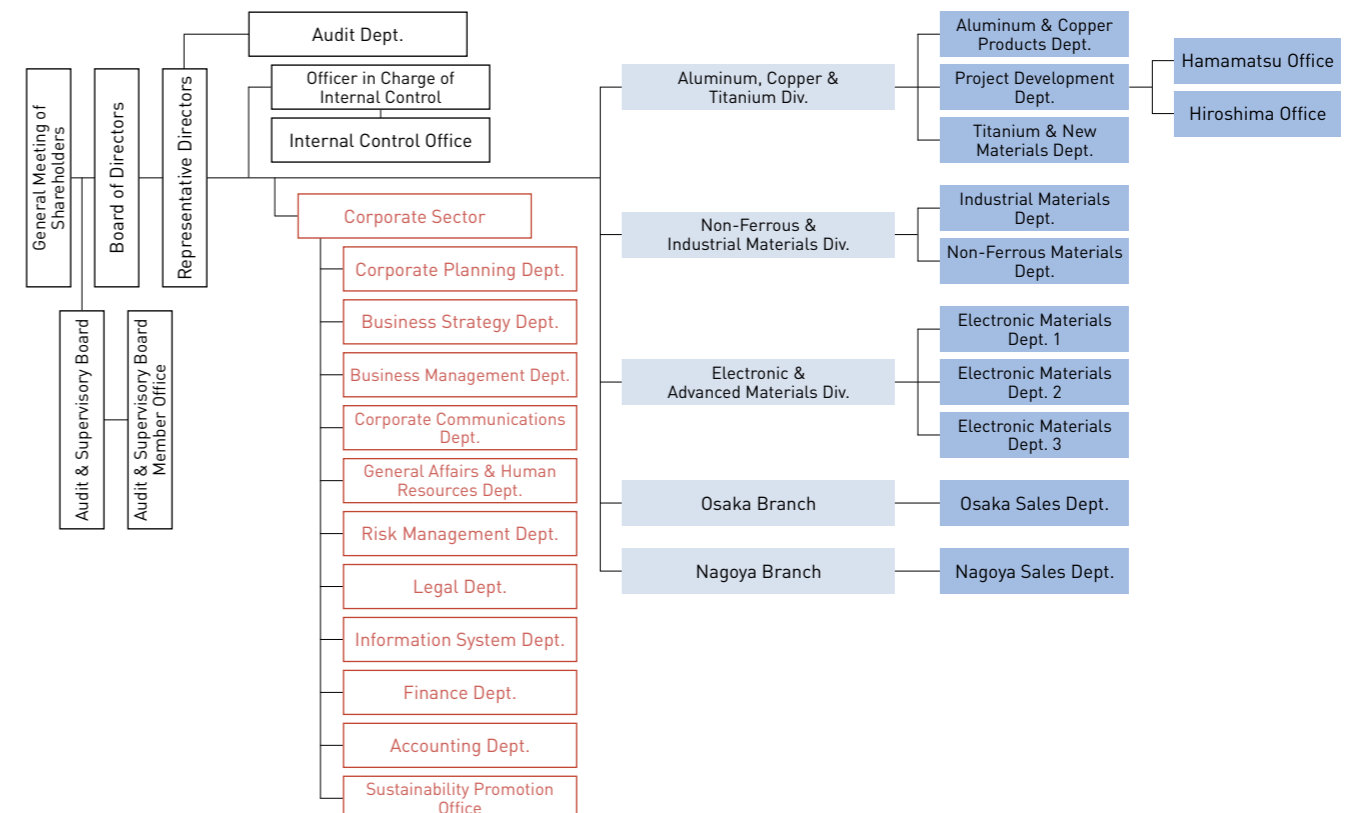 General Meeting of
Shareholders
Board of Directors
Representative Directors
Audit & Supervisory Board
Audit & Supervisory Board
Member Office
Audit Dept.
Officer in Charge of
Internal Control
Internal Control Office
Corporate Sector
Corporate Planning Dept.
Business Strategy Dept.
Business Management Dept.
Corporate Communications
Dept.
General Affairs & Human
Resources Dept.
Risk Management Dept.
Legal Dept.
Information System Dept.
Finance Dept.
Accounting Dept.
Sustainability Promotion
Office
Aluminum, Copper &
Titanium Div.
Aluminum & Copper
Products Dept.
Project Development
Dept.
Titanium & New
Materials Dept.
Hamamatsu Office
Hiroshima Office
Non-Ferrous &
Industrial Materials Div.
Industrial Materials
Dept.
Non-Ferrous Materials
Dept.
Electronic &
Advanced Materials Div.
Electronic Materials
Dept. 1
Electronic Materials
Dept. 2
Electronic Materials
Dept. 3
Osaka Branch
Osaka Sales Dept.
Nagoya Branch
Nagoya Sales Dept.